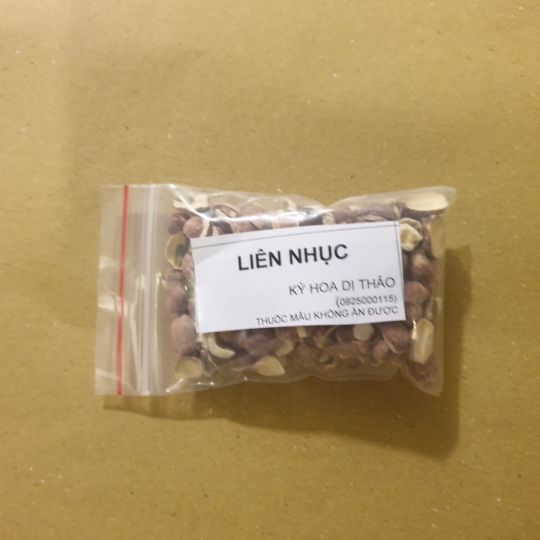 LIÊN NHỤC
KỲ HOA DỊ THẢO
(0925000115)
THUỐC MẪU KHÔNG ĂN ĐƯỢC